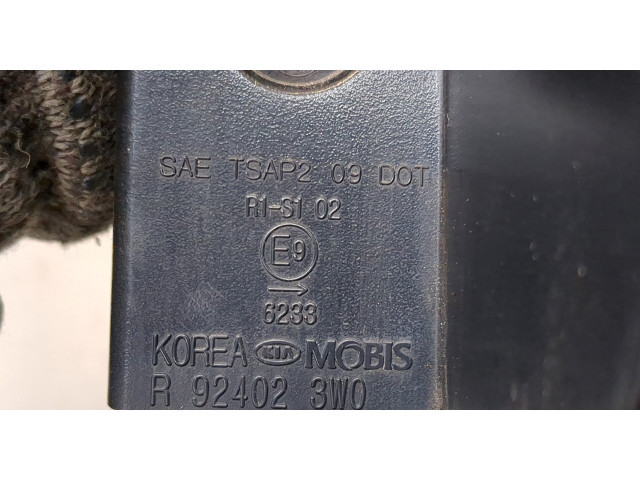 SAE TSAP2 09 DOT
R1-S1 02
E9
→
6233
KOREA KIA MOBIS
R 92402 3W0